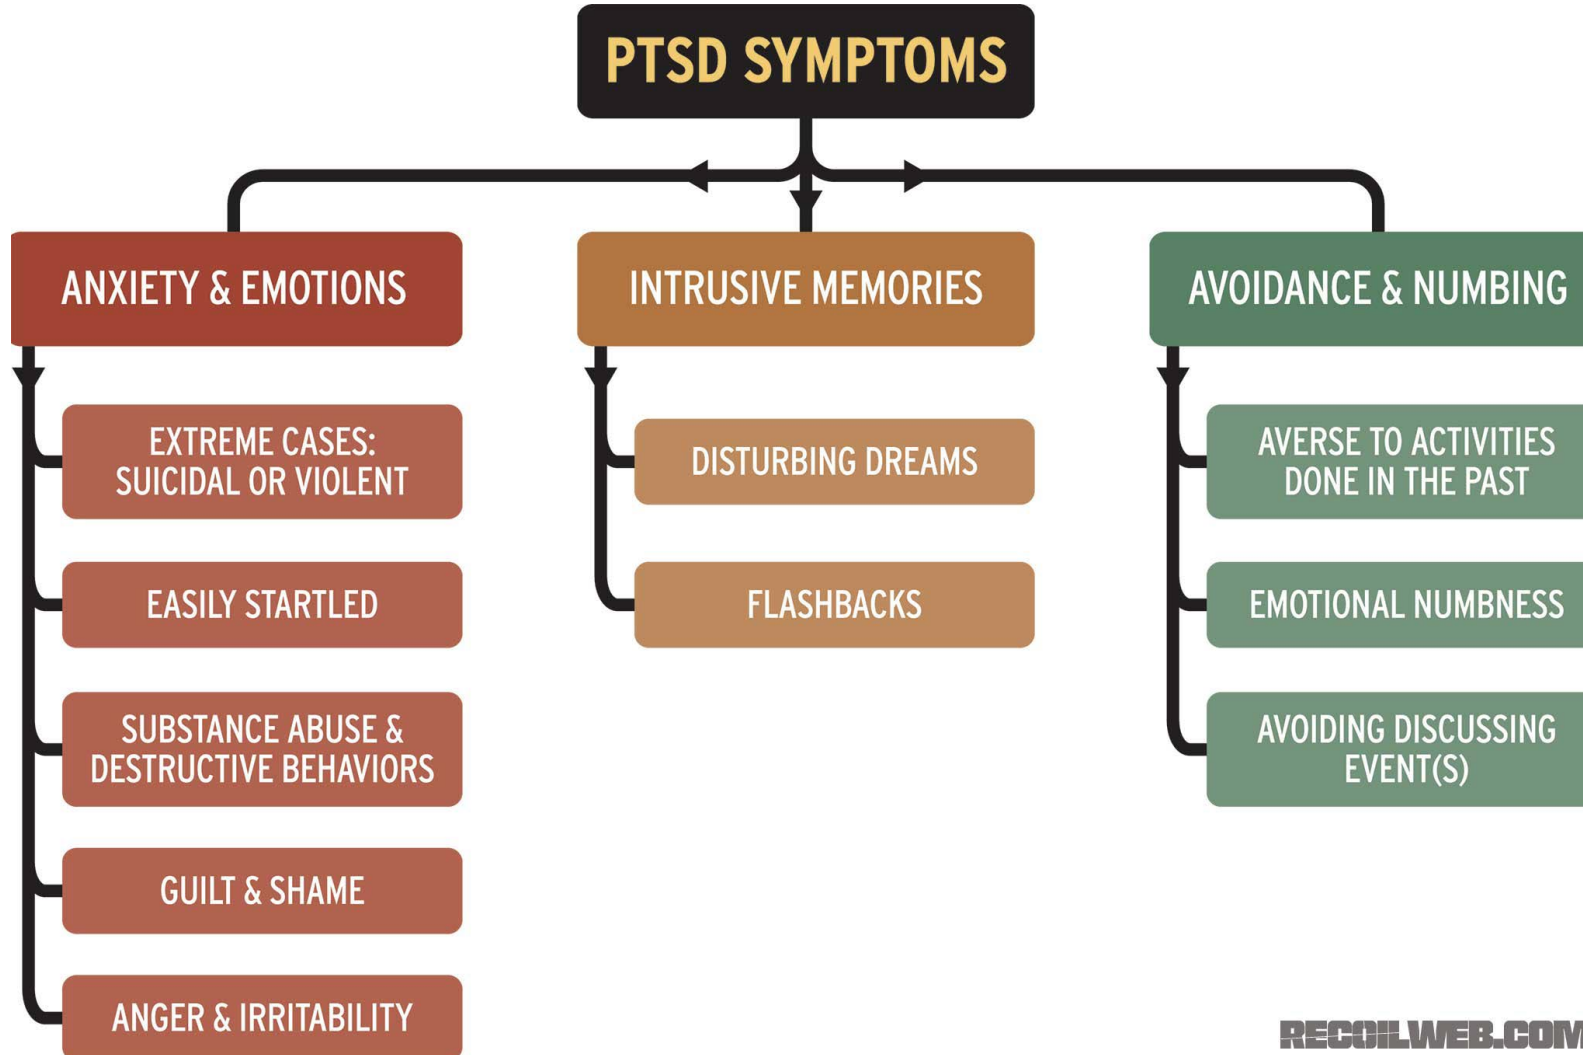 PTSD SYMPTOMS
ANXIETY & EMOTIONS
EXTREME CASES:
SUICIDAL OR VIOLENT
EASILY STARTLED
SUBSTANCE ABUSE &
DESTRUCTIVE BEHAVIORS
GUILT & SHAME
ANGER & IRRITABILITY
INTRUSIVE MEMORIES
DISTURBING DREAMS
FLASHBACKS
AVOIDANCE & NUMBING
AVERSE TO ACTIVITIES
DONE IN THE PAST
EMOTIONAL NUMBNESS
AVOIDING DISCUSSING
EVENT(S)
RECOILWEB.COM